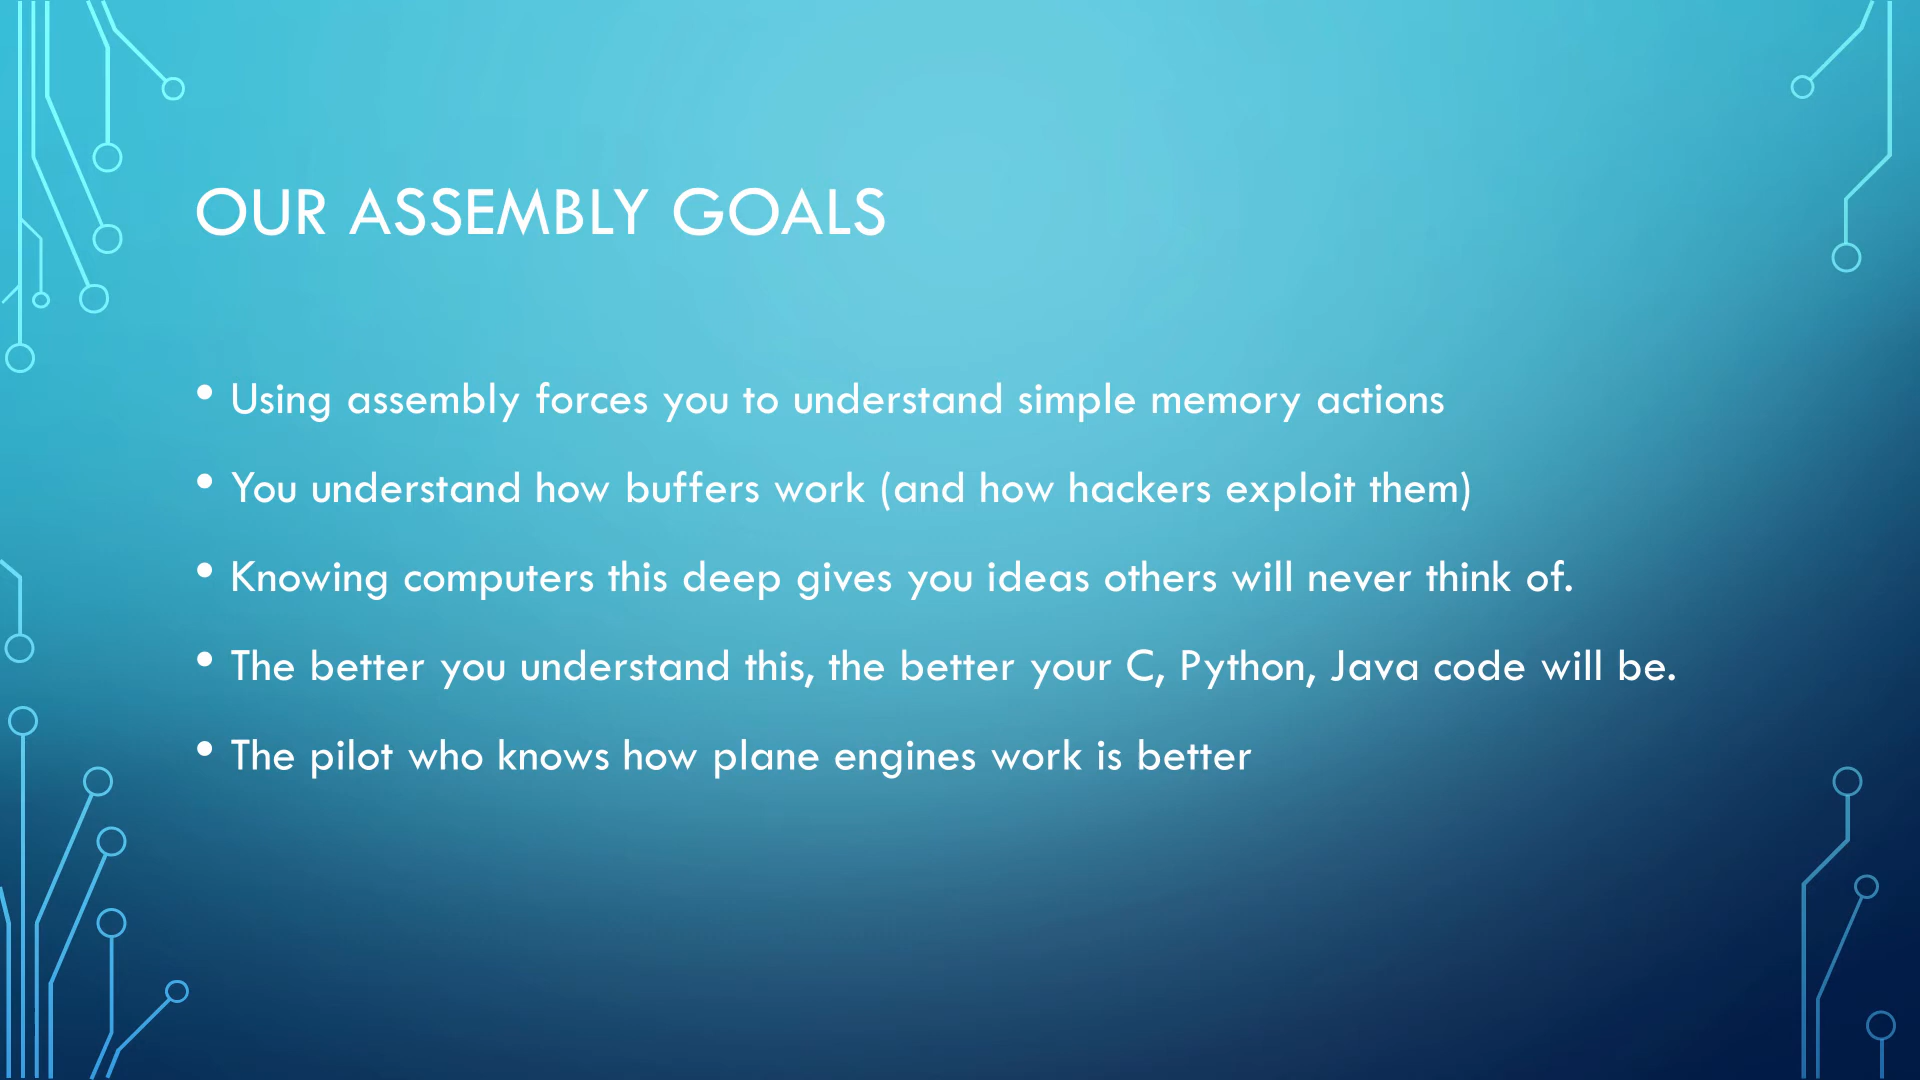 OUR ASSEMBLY GOALS
• Using assembly forces you to understand simple memory actions
• You understand how buffers work (and how hackers exploit them)
• Knowing computers this deep gives you ideas others will never think of.
• The better you understand this, the better your C, Python, Java code will be.
• The pilot who knows how plane engines work is better